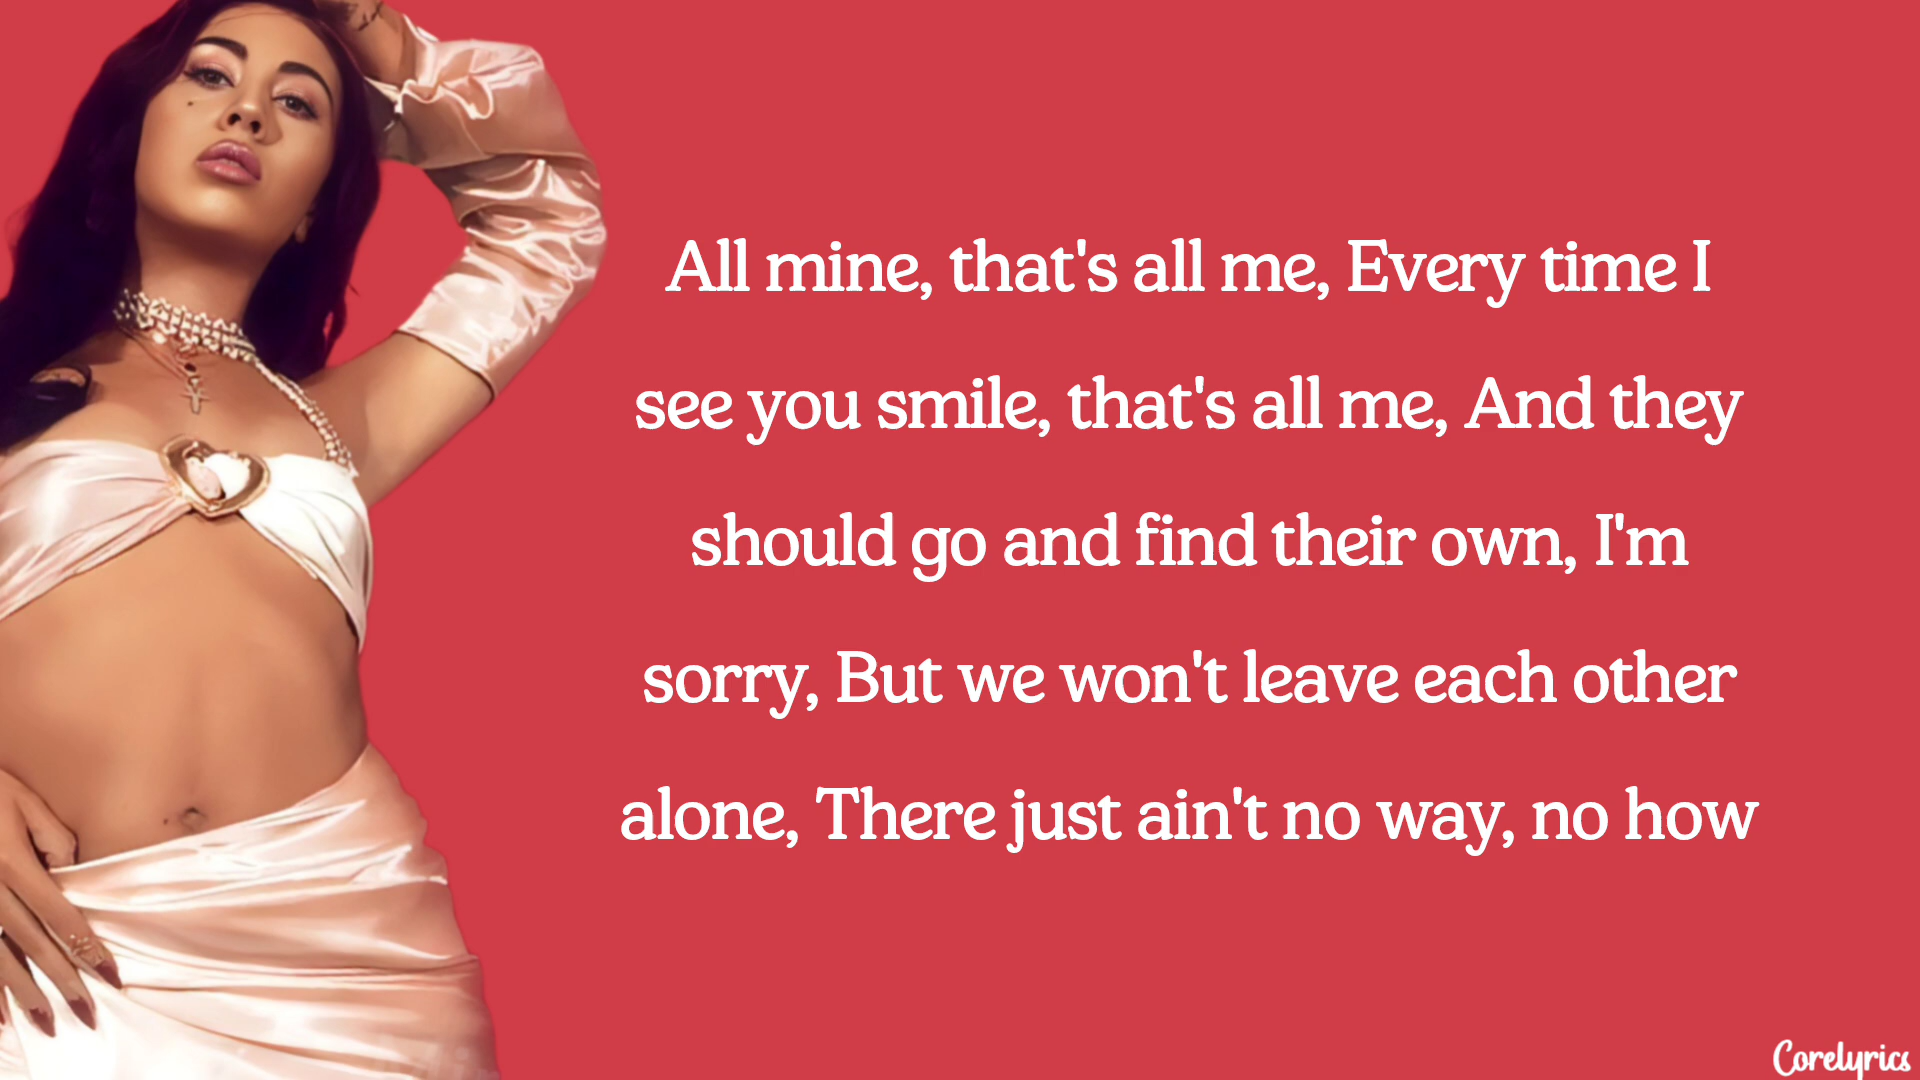 All mine, that's all me, Every time I
see you smile, that's all me, And they
should go and find their own, I'm
sorry, But we won't leave each other
alone, There just ain't no way, no how
Corelyrics